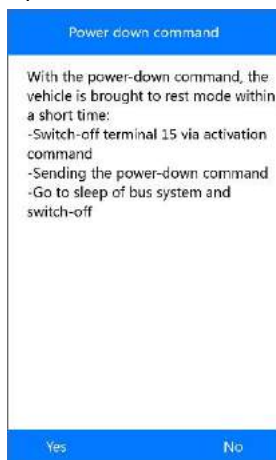 Power down command
With the power-down command, the
vehicle is brought to rest mode within
a short time:
-Switch-off terminal 15 via activation
command
-Sending the power-down command
-Go to sleep of bus system and
switch-off
Yes
No